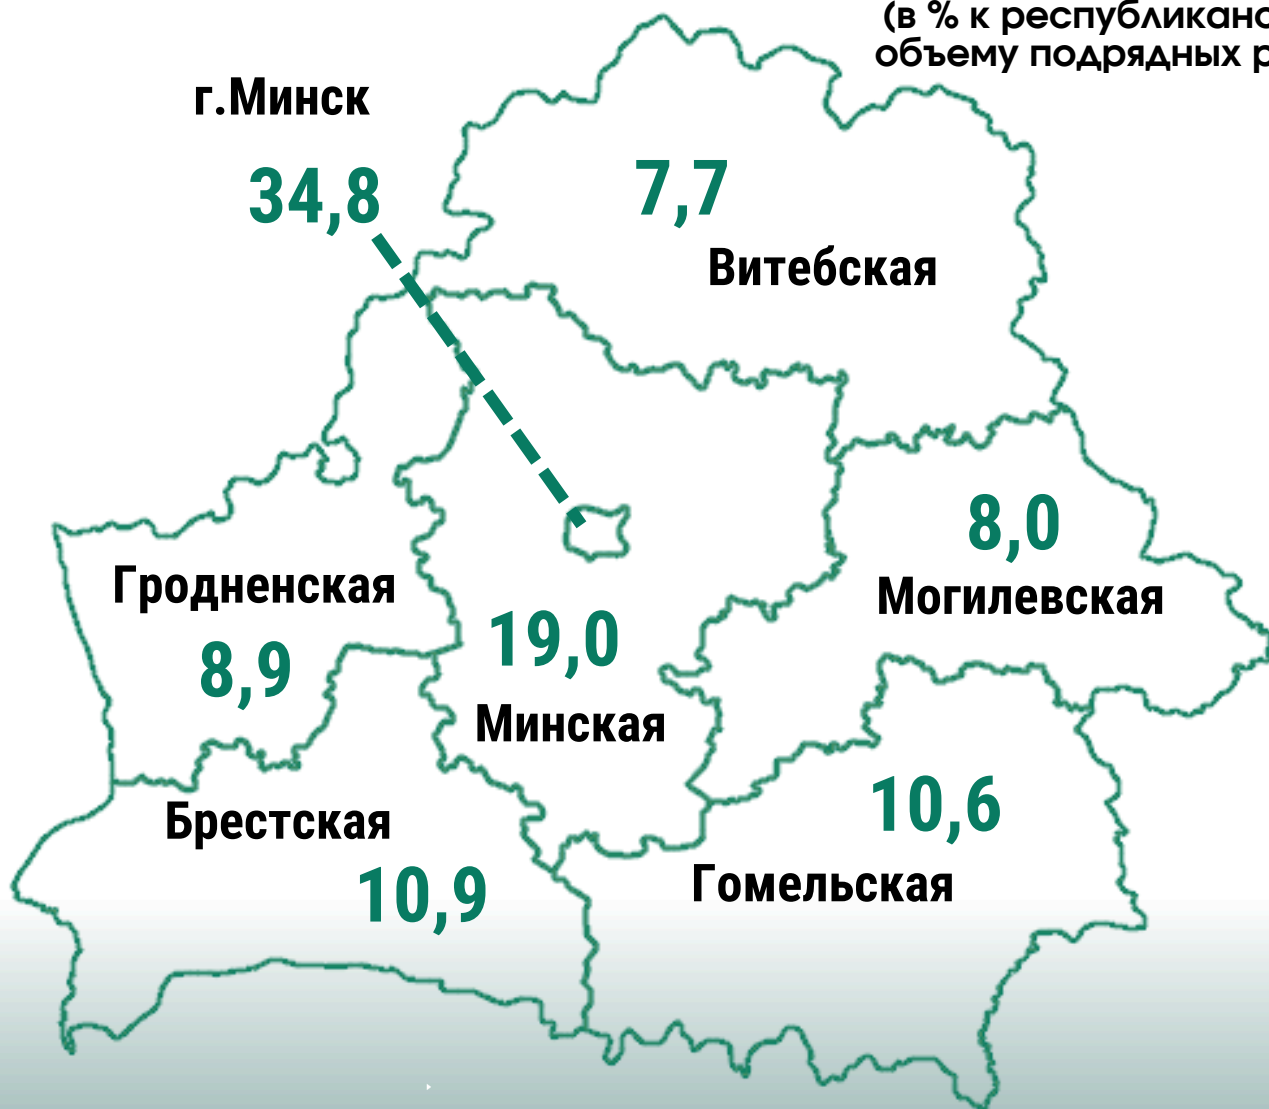 (в % к
объему подрядных
г.Минск
34,8
7,7
Витебская
8,0
Могилевская
Гродненская
8,9
19,0
Минская
Брестская
10,9
10,6
Гомельская